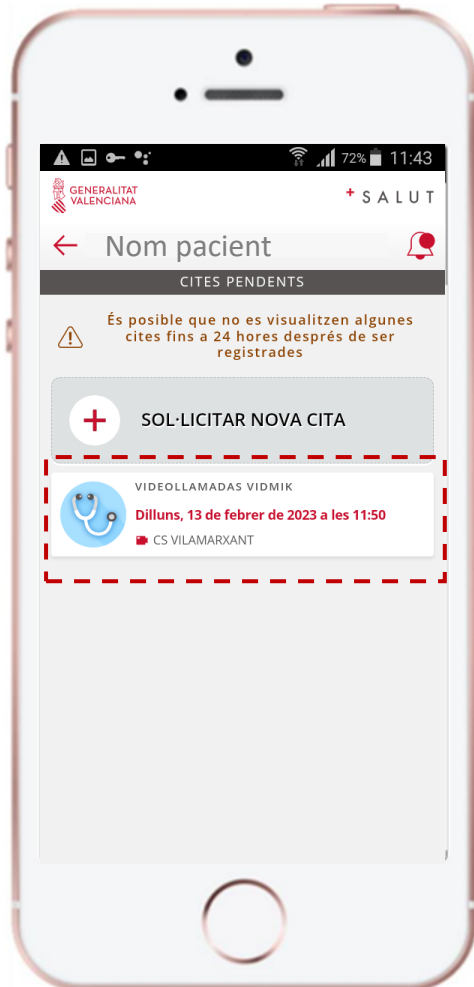 72% 11:43
GENERALITAT
VALENCIANA
+ SALUT
Nom pacient
CITES PENDENTS
És posible que no es visualitzen algunes
cites fins a 24 hores després de ser
registrades
+ SOL·LICITAR NOVA CITA
VIDEOLLAMADAS VIDMIK
Dilluns, 13 de febrer de 2023 a les 11:50
CS VILAMARXANT